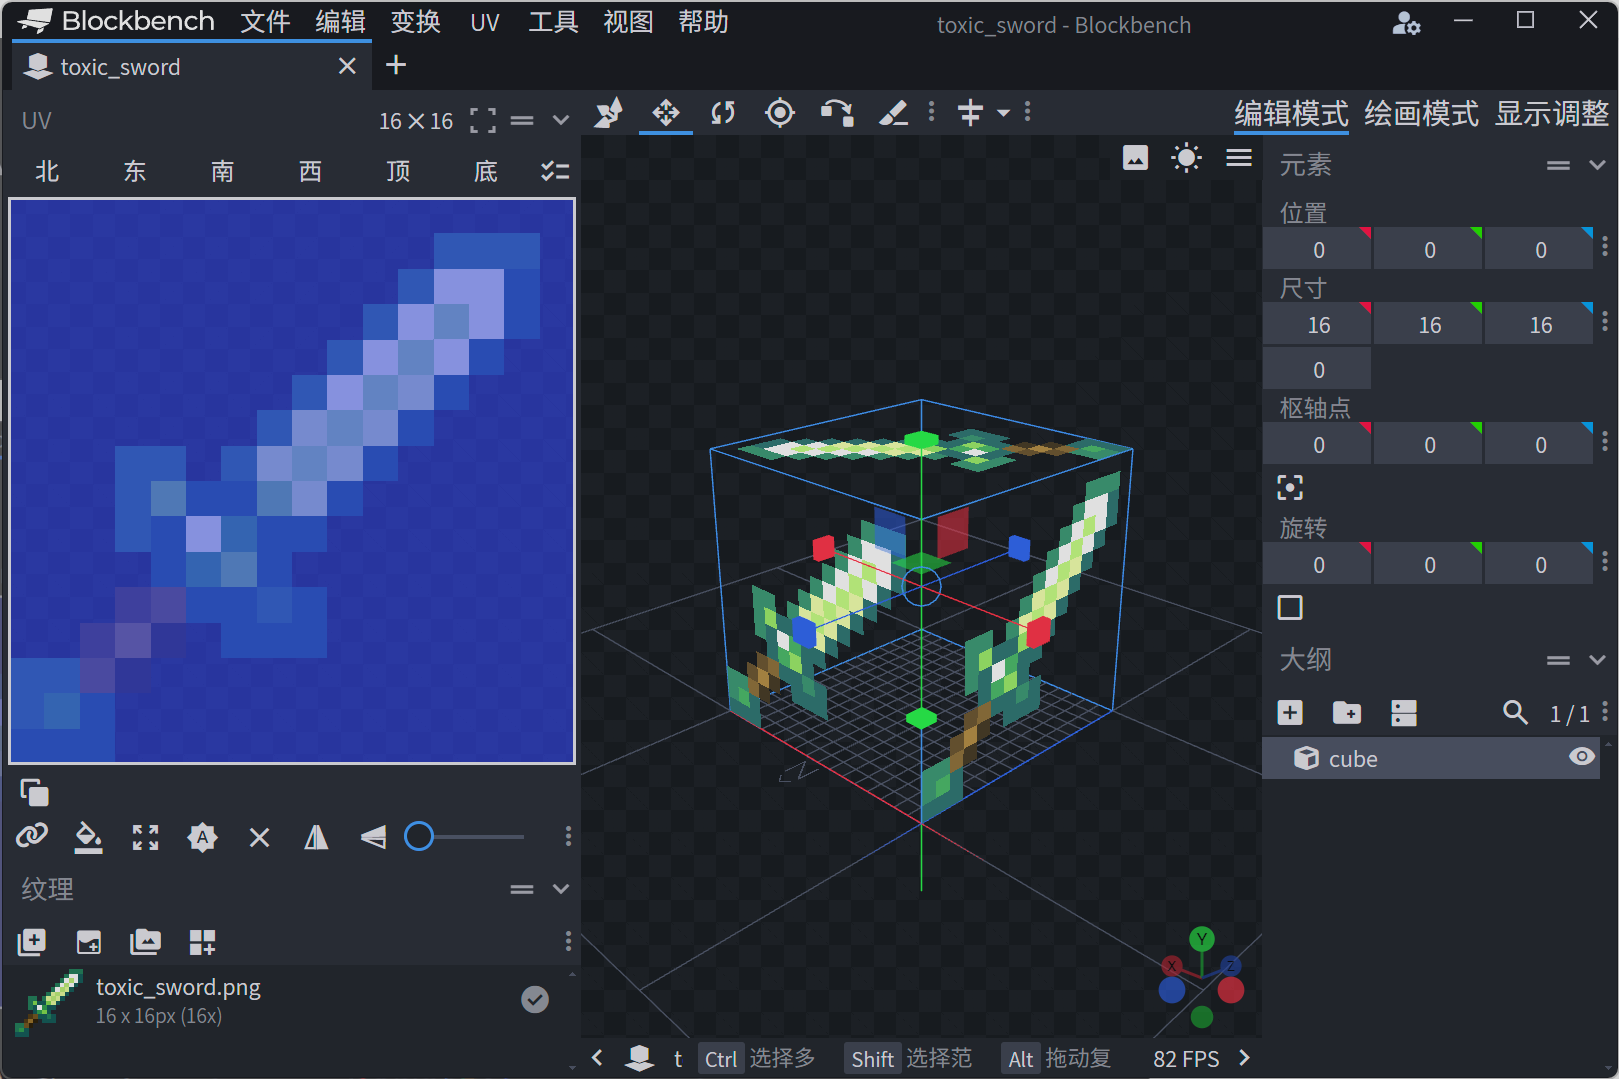 Blockbench 文件 编辑 变换 UV 工具 视图 帮助
toxic_sword - Blockbench
toxic_sword
UV 16×16
北 东 南 西 顶 底
编辑模式 绘画模式 显示调整
元素
位置
0 0 0
尺寸
16 16 16
0
枢轴点
0 0 0
旋转
0 0 0
大纲
1 / 1
cube
A
纹理
toxic_sword.png
16 x 16px (16x)
Y
X Z
t Ctrl 选择多 Shift 选择范 Alt 拖动复 82 FPS